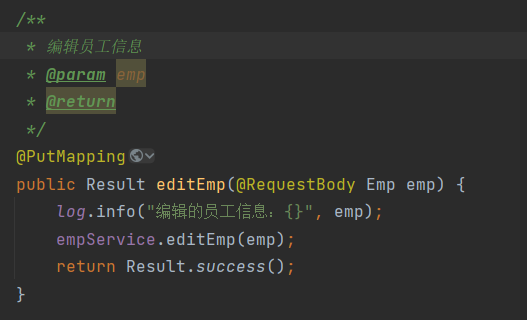 /**
 * 编辑员工信息
 * @param emp
 * @return
 */
@PutMapping
public Result editEmp(@RequestBody Emp emp) {
    log.info("编辑的员工信息：{}", emp);
    empService.editEmp(emp);
    return Result.success();
}